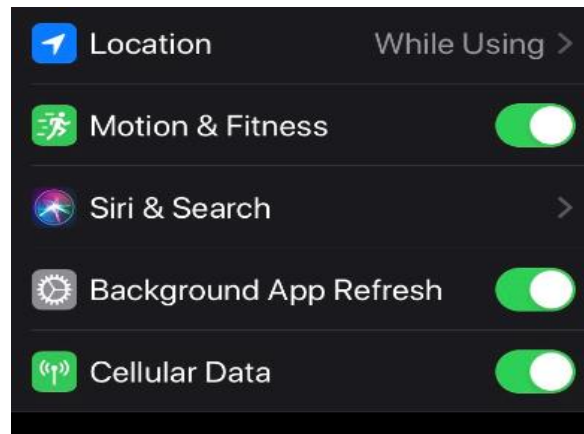 Location While Using >
Motion & Fitness
Siri & Search >
Background App Refresh
Cellular Data